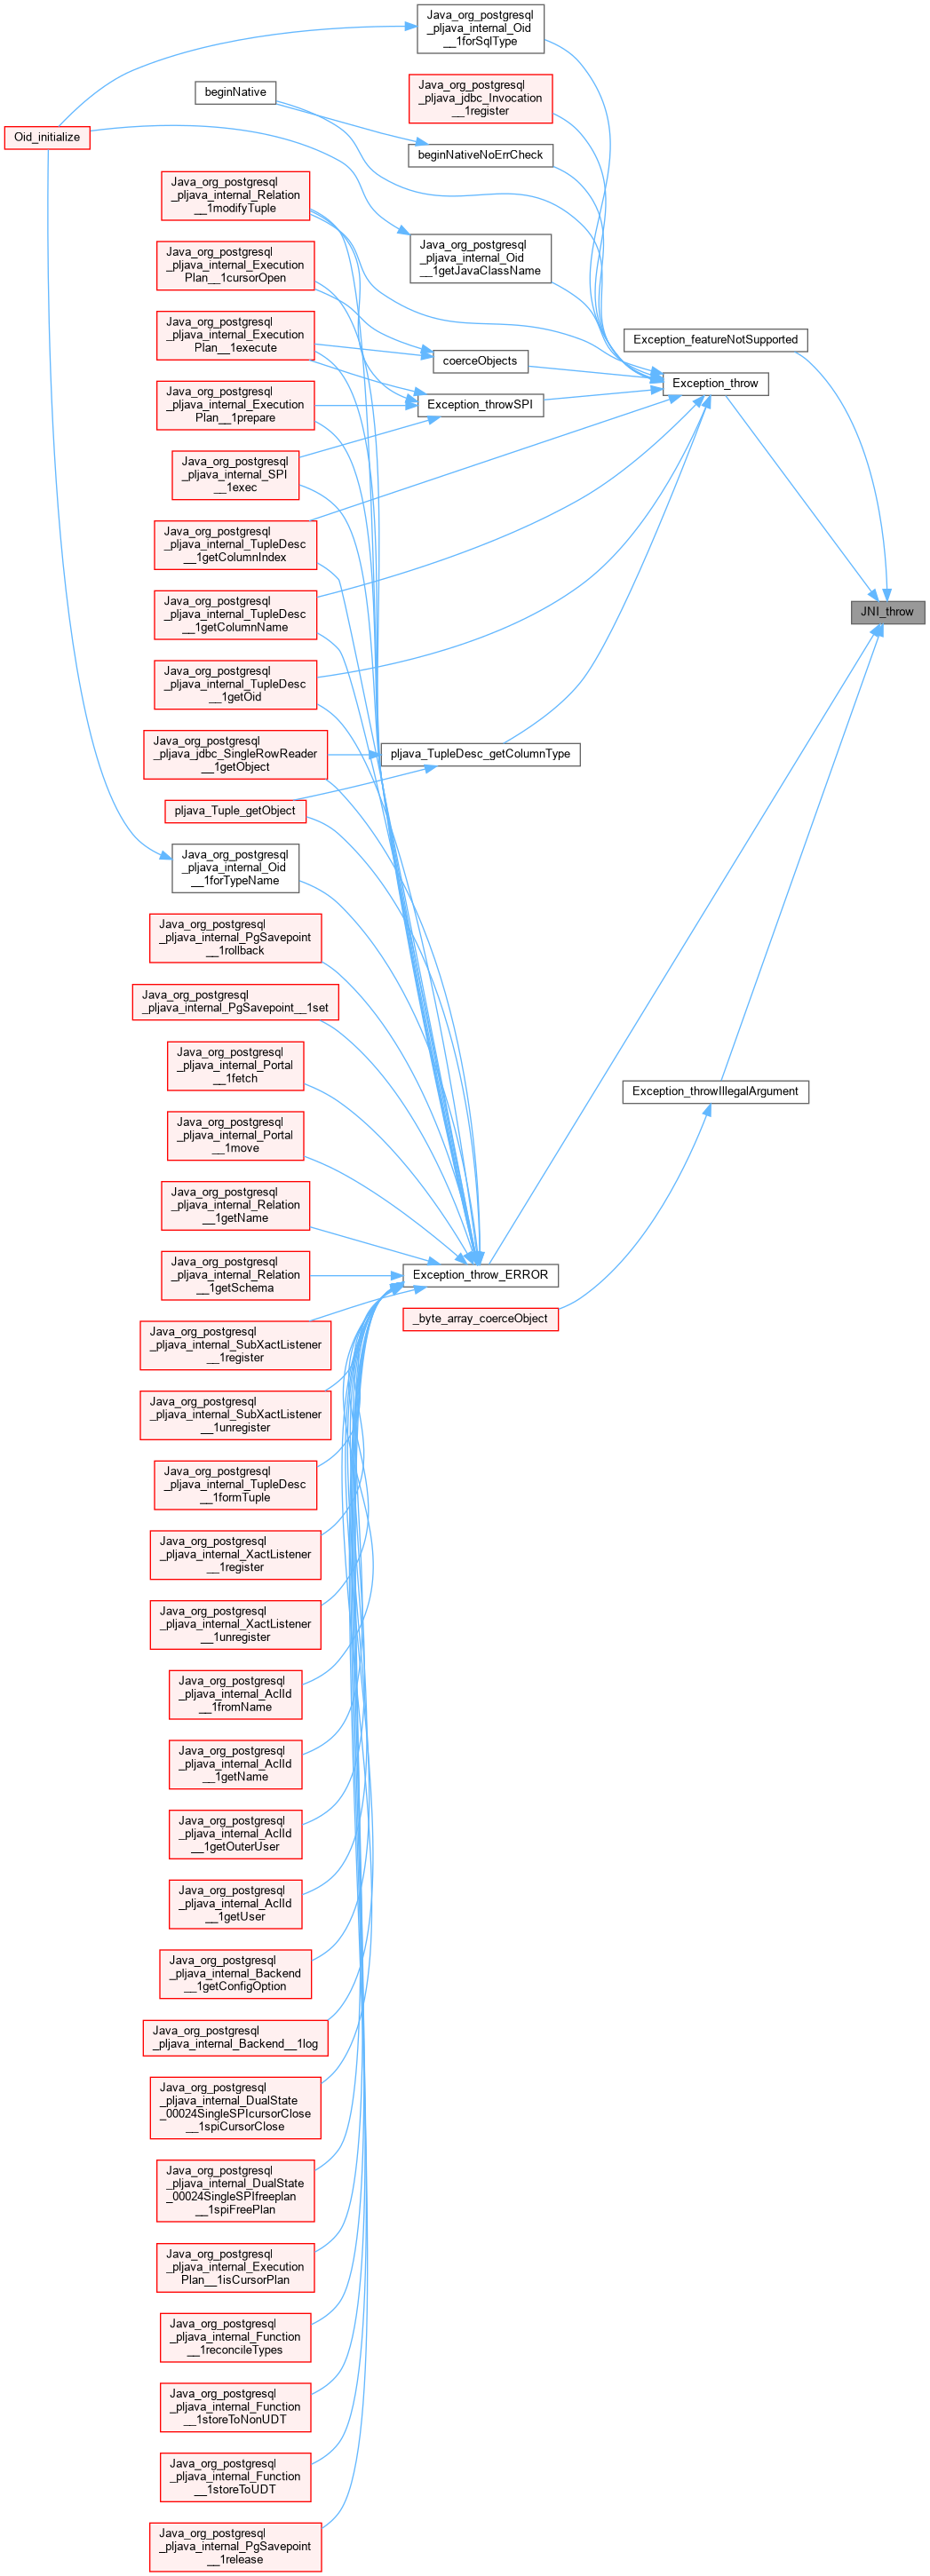 Java_org_postgresql
_pljava_internal_Oid
__1forSqlType
Java_org_postgresql
_pljava_jdbc_Invocation
__1register
beginNative
Oid_initialize
beginNativeNoErrCheck
Java_org_postgresql
_pljava_internal_Relation
__1modifyTuple
Java_org_postgresql
_pljava_internal_Oid
__1getJavaClassName
Java_org_postgresql
_pljava_internal_Execution
Plan__1cursorOpen
Java_org_postgresql
_pljava_internal_Execution
Plan__1execute
Exception_featureNotSupported
coerceObjects
Exception_throw
Java_org_postgresql
_pljava_internal_Execution
Plan__1prepare
Exception_throwSPI
Java_org_postgresql
_pljava_internal_SPI
__1exec
Java_org_postgresql
_pljava_internal_TupleDesc
__1getColumnIndex
Java_org_postgresql
_pljava_internal_TupleDesc
__1getColumnName
JNI_throw
Java_org_postgresql
_pljava_internal_TupleDesc
__1getOid
Java_org_postgresql
_pljava_jdbc_SingleRowReader
__1getObject
pljava_TupleDesc_getColumnType
pljava_Tuple_getObject
Java_org_postgresql
_pljava_internal_Oid
__1forTypeName
Java_org_postgresql
_pljava_internal_PgSavepoint
__1rollback
Java_org_postgresql
_pljava_internal_PgSavepoint__1set
Java_org_postgresql
_pljava_internal_Portal
__1fetch
Exception_throwIllegalArgument
Java_org_postgresql
_pljava_internal_Portal
__1move
Java_org_postgresql
_pljava_internal_Relation
__1getName
Java_org_postgresql
_pljava_internal_Relation
__1getSchema
Exception_throw_ERROR
_byte_array_coerceObject
Java_org_postgresql
_pljava_internal_SubXactListener
__1register
Java_org_postgresql
_pljava_internal_SubXactListener
__1unregister
Java_org_postgresql
_pljava_internal_TupleDesc
__1formTuple
Java_org_postgresql
_pljava_internal_XactListener
__1register
Java_org_postgresql
_pljava_internal_XactListener
__1unregister
Java_org_postgresql
_pljava_internal_AclId
__1fromName
Java_org_postgresql
_pljava_internal_AclId
__1getName
Java_org_postgresql
_pljava_internal_AclId
__1getOuterUser
Java_org_postgresql
_pljava_internal_AclId
__1getUser
Java_org_postgresql
_pljava_internal_Backend
__1getConfigOption
Java_org_postgresql
_pljava_internal_Backend__1log
Java_org_postgresql
_pljava_internal_DualState
_00024SingleSPIcursorClose
__1spiCursorClose
Java_org_postgresql
_pljava_internal_DualState
_00024SingleSPIfreeplan
__1spiFreePlan
Java_org_postgresql
_pljava_internal_Execution
Plan__1isCursorPlan
Java_org_postgresql
_pljava_internal_Function
__1reconcileTypes
Java_org_postgresql
_pljava_internal_Function
__1storeToNonUDT
Java_org_postgresql
_pljava_internal_Function
__1storeToUDT
Java_org_postgresql
_pljava_internal_PgSavepoint
__1release